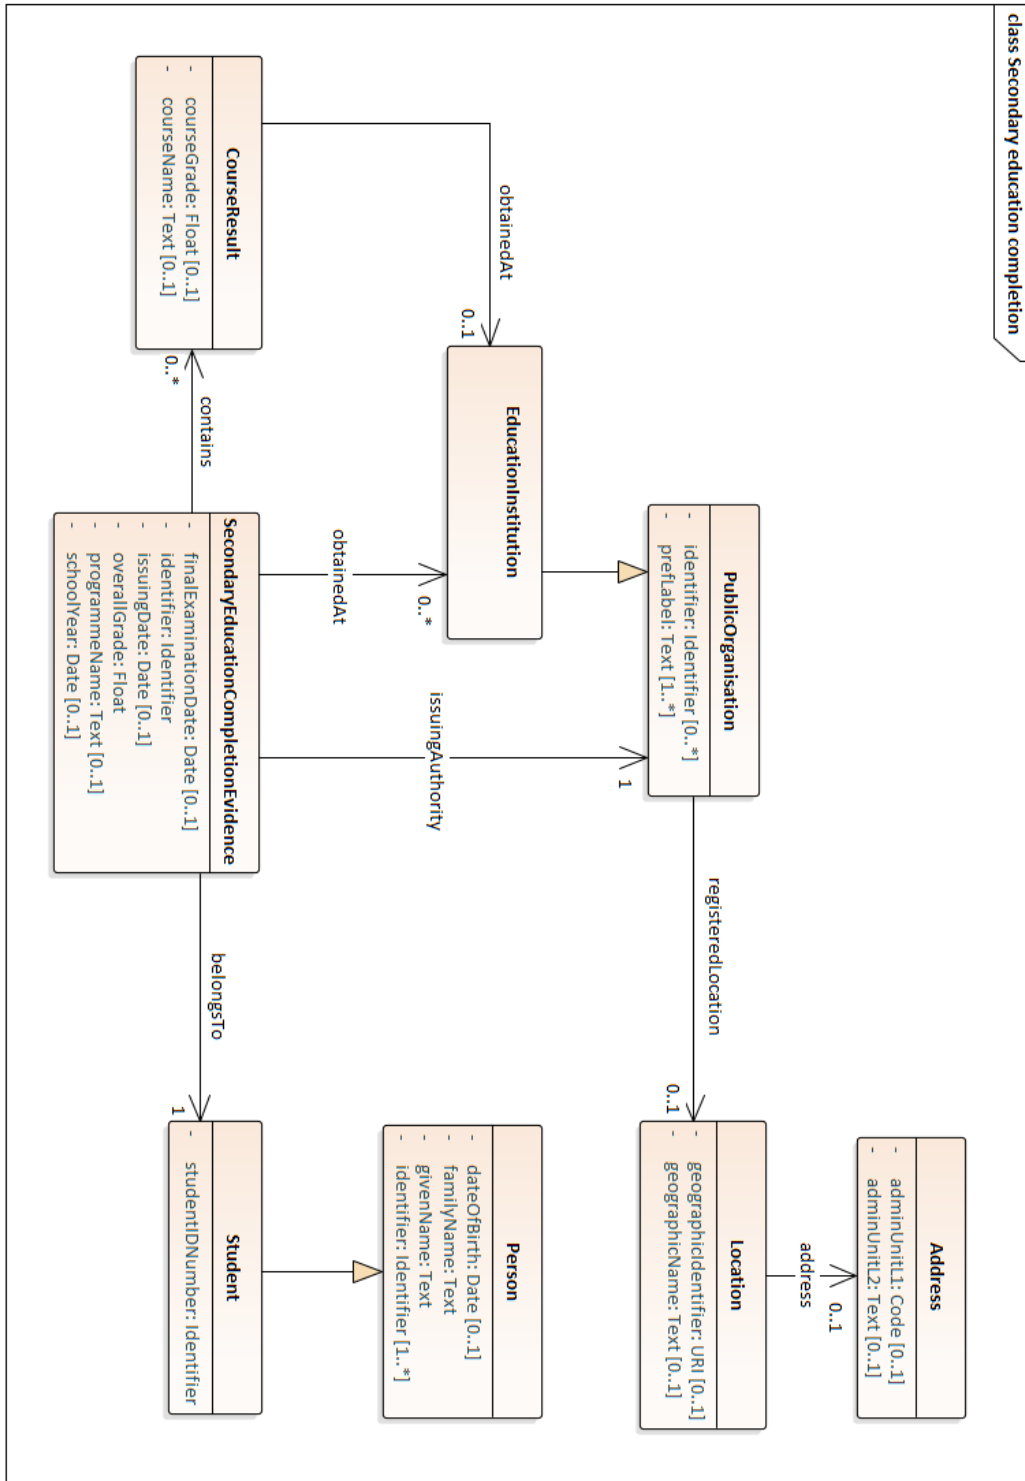 class Secondary education completion
Address
- adminUnitL1: Code [0..1]
- adminUnitL2: Text [0..1]
0..1
address
PublicOrganisation
- identifier: Identifier [0..*]
- prefLabel: Text [1..*]
registeredLocation
0..1
Location
- geographicIdentifier: URI [0..1]
- geographicName: Text [0..1]
1
obtainedAt
0..1
EducationInstitution
Person
- dateOfBirth: Date [0..1]
- familyName: Text
- givenName: Text
- identifier: Identifier [1..*]
0..*
obtainedAt
issuingAuthority
CourseResult
- courseGrade: Float [0..1]
- courseName: Text [0..1]
0..*
contains
SecondaryEducationCompletionEvidence
- finalExaminationDate: Date [0..1]
- identifier: Identifier
- issuingDate: Date [0..1]
- overallGrade: Float
- programmeName: Text [0..1]
- schoolYear: Date [0..1]
belongsTo
1
Student
- studentIDNumber: Identifier